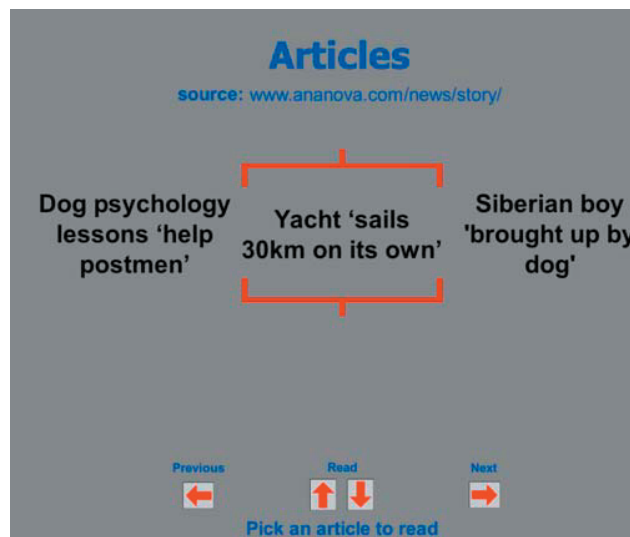 Articles
source: www.ananova.com/news/story/
Dog psychology
lessons ‘help
postmen’
Yacht ‘sails
30km on its own’
Siberian boy
'brought up by
dog'
Previous
Read
Next
Pick an article to read